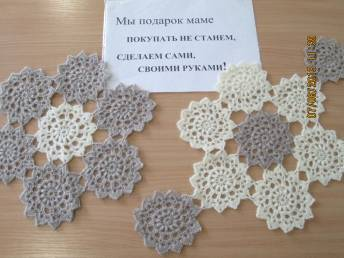 Мы подарок маме
ПОКУПАТЬ НЕ СТАНЕМ,
СДЕЛАЕМ САМИ,
СВОИМИ РУКАМИ!